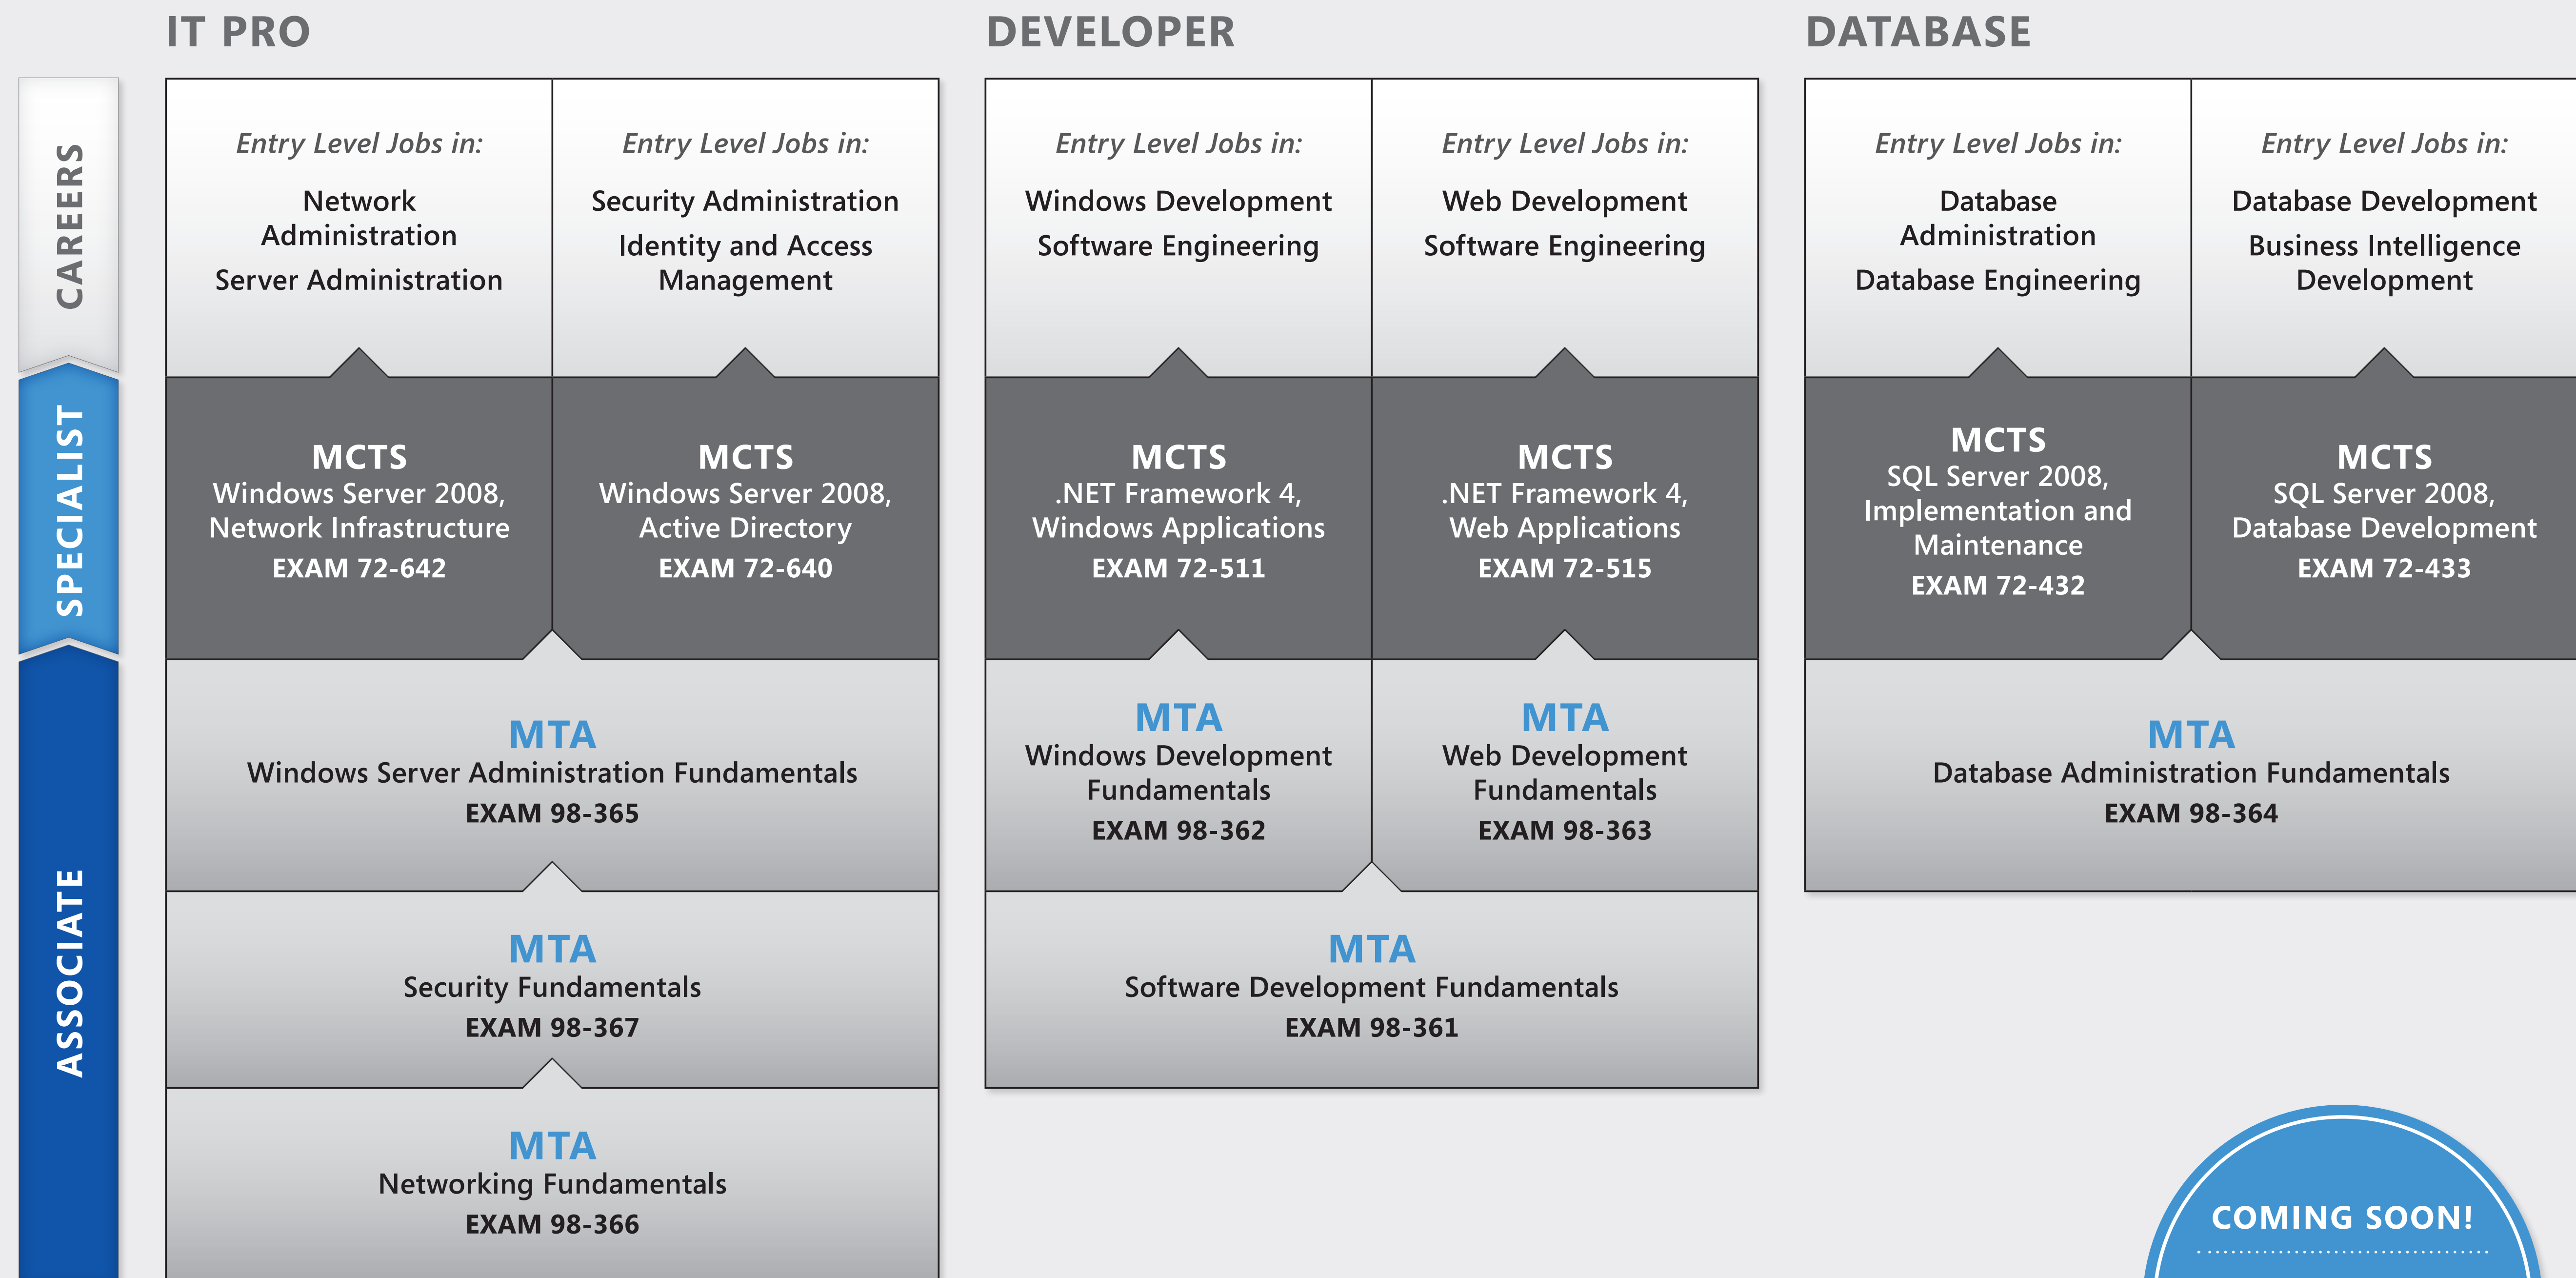 IT PRO
DEVELOPER
DATABASE
CAREERS
SPECIALIST
ASSOCIATE
Entry Level Jobs in:
Network
Administration
Server Administration
Entry Level Jobs in:
Security Administration
Identity and Access
Management
MCTS
Windows Server 2008,
Network Infrastructure
EXAM 72-642
MCTS
Windows Server 2008,
Active Directory
EXAM 72-640
MTA
Windows Server Administration Fundamentals
EXAM 98-365
MTA
Security Fundamentals
EXAM 98-367
MTA
Networking Fundamentals
EXAM 98-366
Entry Level Jobs in:
Windows Development
Software Engineering
Entry Level Jobs in:
Web Development
Software Engineering
MCTS
.NET Framework 4,
Windows Applications
EXAM 72-511
MCTS
.NET Framework 4,
Web Applications
EXAM 72-515
MTA
Windows Development
Fundamentals
EXAM 98-362
MTA
Web Development
Fundamentals
EXAM 98-363
MTA
Software Development Fundamentals
EXAM 98-361
Entry Level Jobs in:
Database
Administration
Database Engineering
Entry Level Jobs in:
Database Development
Business Intelligence
Development
MCTS
SQL Server 2008,
Implementation and
Maintenance
EXAM 72-432
MCTS
SQL Server 2008,
Database Development
EXAM 72-433
MTA
Database Administration Fundamentals
EXAM 98-364
COMING SOON!